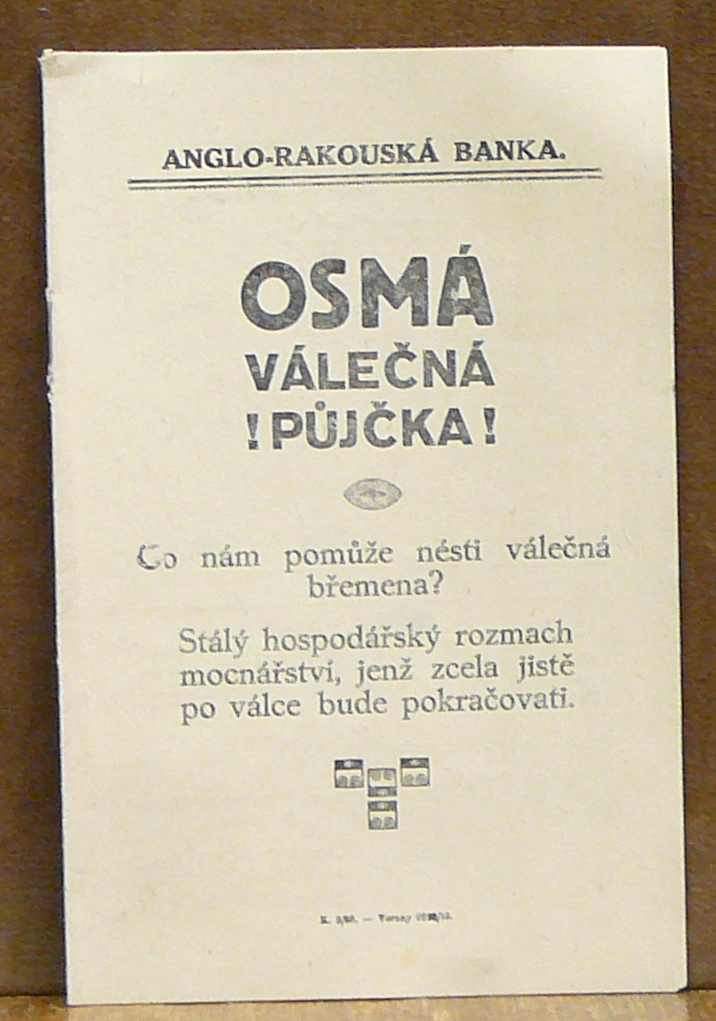 ANGLO-RAKOUSKÁ BANKA.
OSMÁ
VÁLEČNÁ
! PŮJČKA !
Co nám pomůže nésti válečná
břemena?
Stálý hospodářský rozmach
mocnářství, jenž zcela jistě
po válce bude pokračovati.